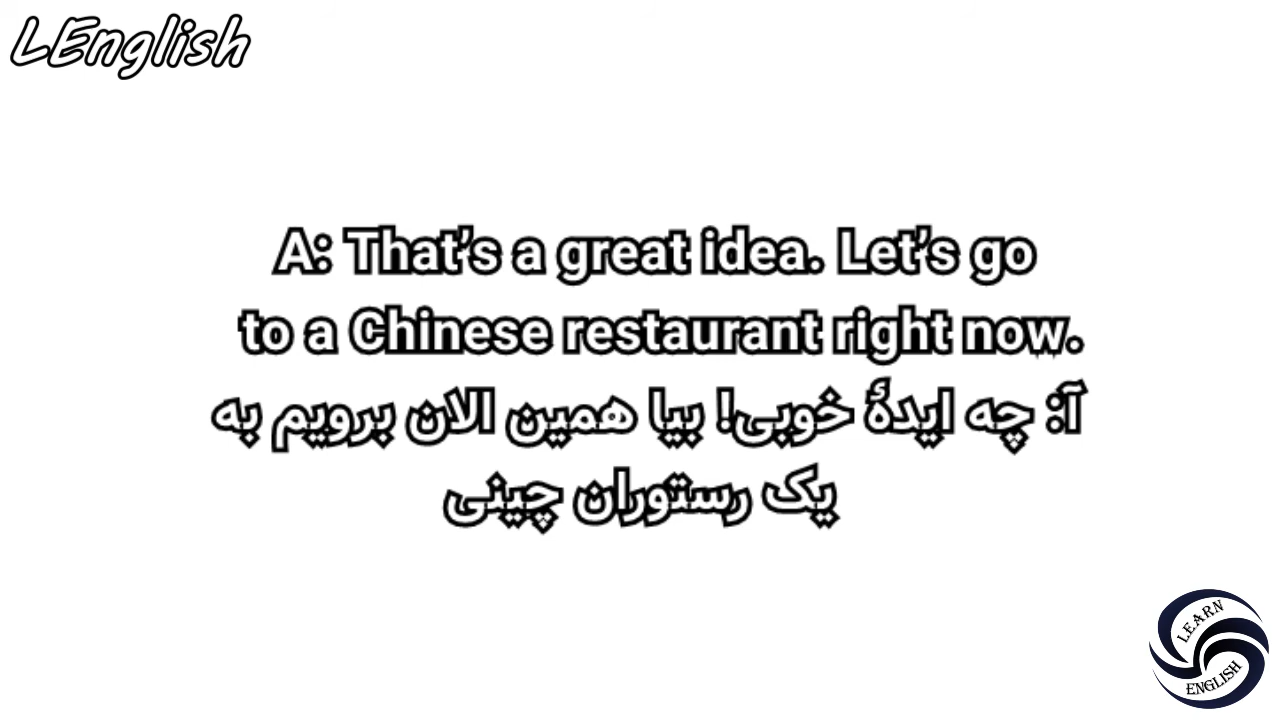 LEnglish
A: That's a great idea. Let's go
to a Chinese restaurant right now.
آ: چه ایدهٔ خوبی! بیا همین الان برویم به
یک رستوران چینی
LEARN
ENGLISH